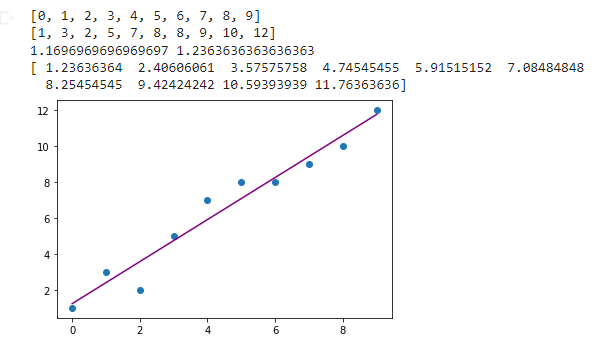 [0, 1, 2, 3, 4, 5, 6, 7, 8, 9]
[1, 3, 2, 5, 7, 8, 8, 9, 10, 12]
1.1696969696969697 1.2363636363636363
[ 1.23636364  2.40606061  3.57575758  4.74545455  5.91515152  7.08484848
  8.25454545  9.42424242 10.59393939 11.76363636]
12
10
8
6
4
2
0 2 4 6 8